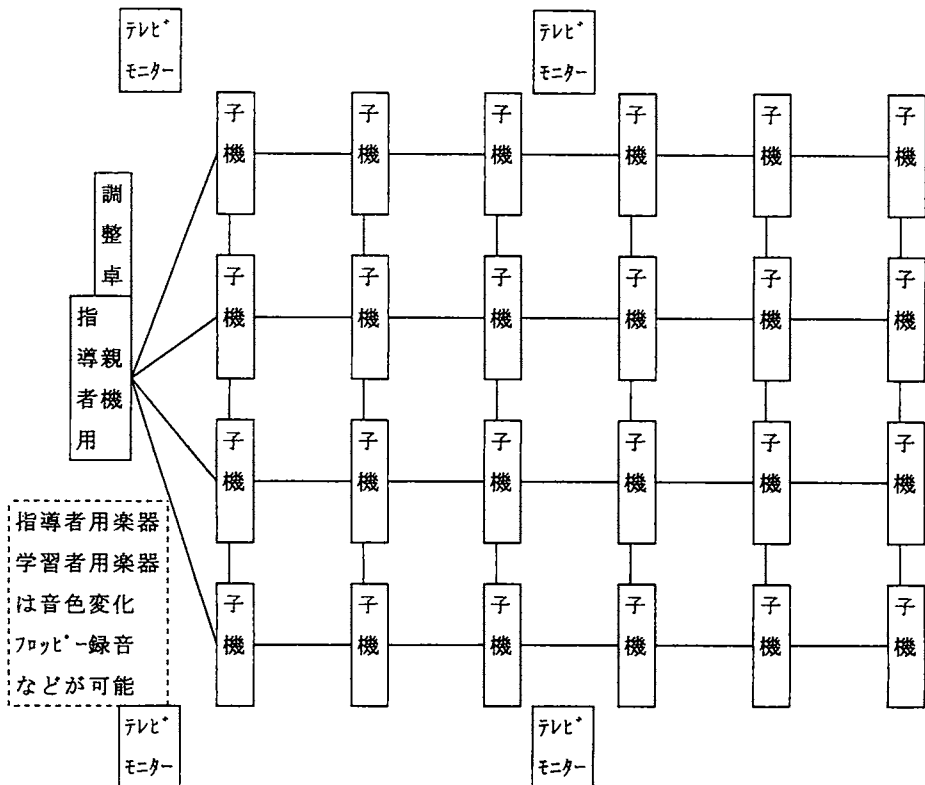 ﾃﾚﾋﾞ
ﾓﾆﾀｰ
ﾃﾚﾋﾞ
ﾓﾆﾀｰ
子機
子機
子機
子機
子機
子機
調整卓
指導者用
親機
子機
子機
子機
子機
子機
子機
子機
子機
子機
子機
子機
子機
指導者用楽器
学習者用楽器
は音色変化
ﾌﾛｯﾋﾟｰ録音
などが可能
子機
子機
子機
子機
子機
子機
ﾃﾚﾋﾞ
ﾓﾆﾀｰ
ﾃﾚﾋﾞ
ﾓﾆﾀｰ